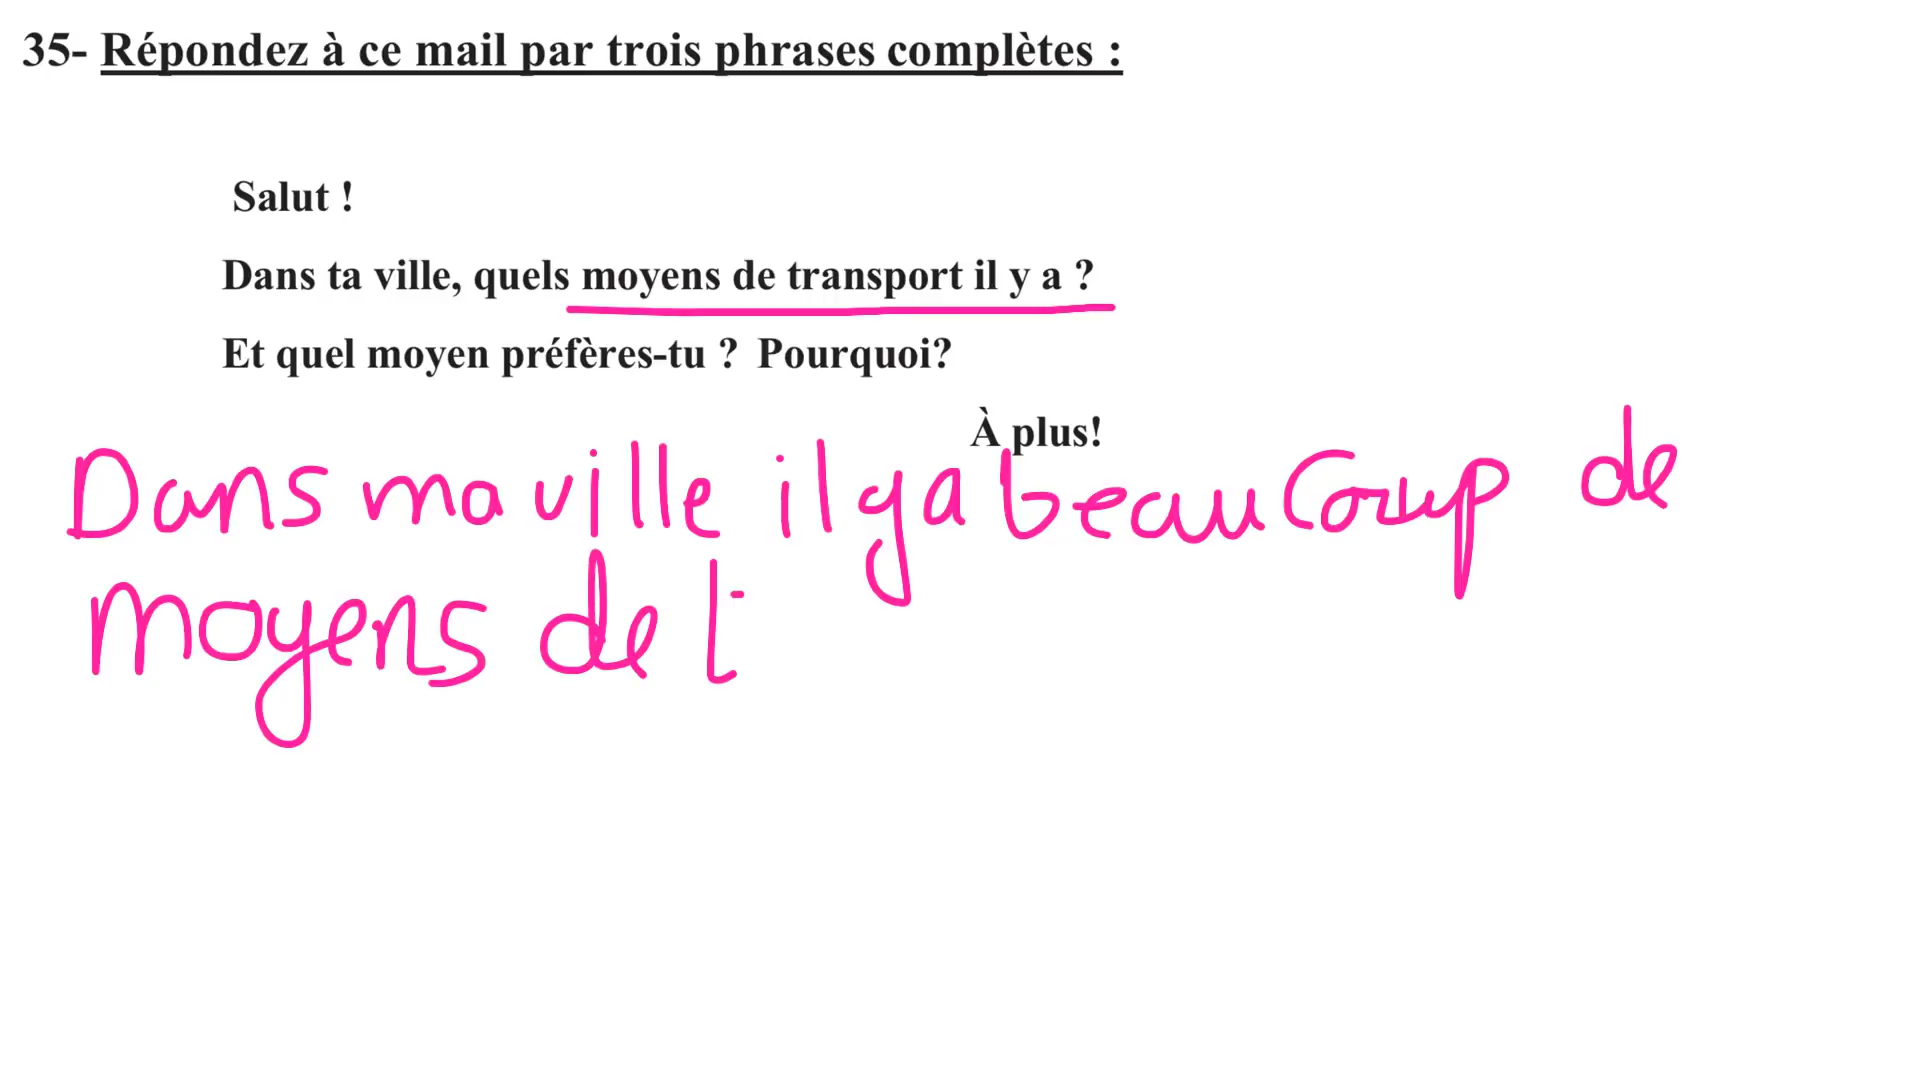 35- Répondez à ce mail par trois phrases complètes :
Salut !
Dans ta ville, quels moyens de transport il y a ?
Et quel moyen préfères-tu ? Pourquoi?
À plus!
Dans ma ville il y a beaucoup de
moyens de t